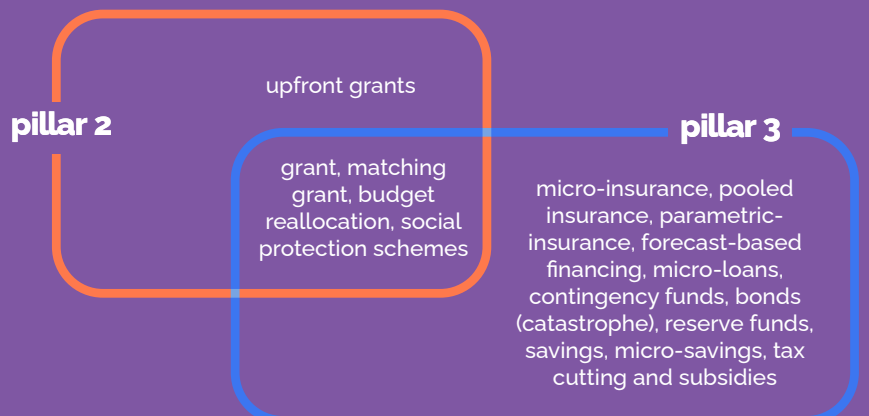 upfront grants
pillar 2
pillar 3
grant, matching
grant, budget
reallocation, social
protection schemes
micro-insurance, pooled
insurance, parametric-
insurance, forecast-based
financing, micro-loans,
contingency funds, bonds
(catastrophe), reserve funds,
savings, micro-savings, tax
cutting and subsidies